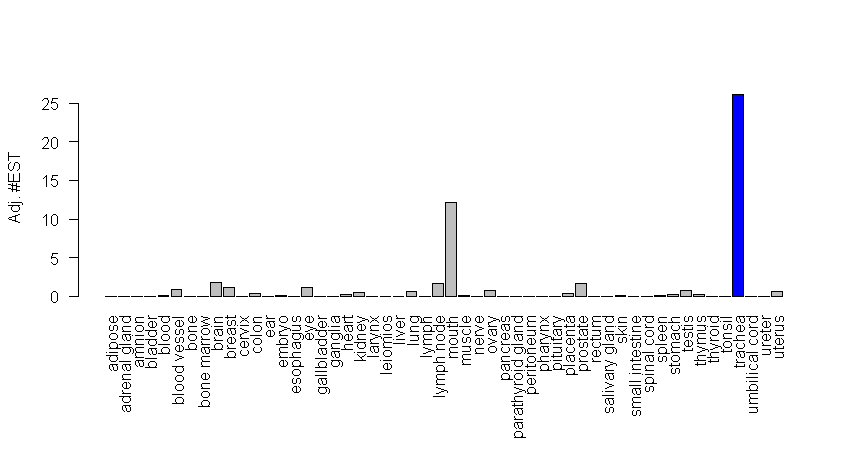 Adj. #EST
25
20
15
10
5
0
adipose
adrenal gland
amnion
bladder
blood
blood vessel
bone
bone marrow
brain
breast
cervix
colon
ear
embryo
esophagus
eye
gallbladder
ganglia
heart
kidney
larynx
leiomios
liver
lung
lymph
lymph node
mouth
muscle
nerve
ovary
pancreas
parathyroid gland
peritoneum
pharynx
pituitary
placenta
prostate
rectum
salivary gland
skin
small intestine
spinal cord
spleen
stomach
testis
thymus
thyroid
tonsil
trachea
umbilical cord
ureter
uterus